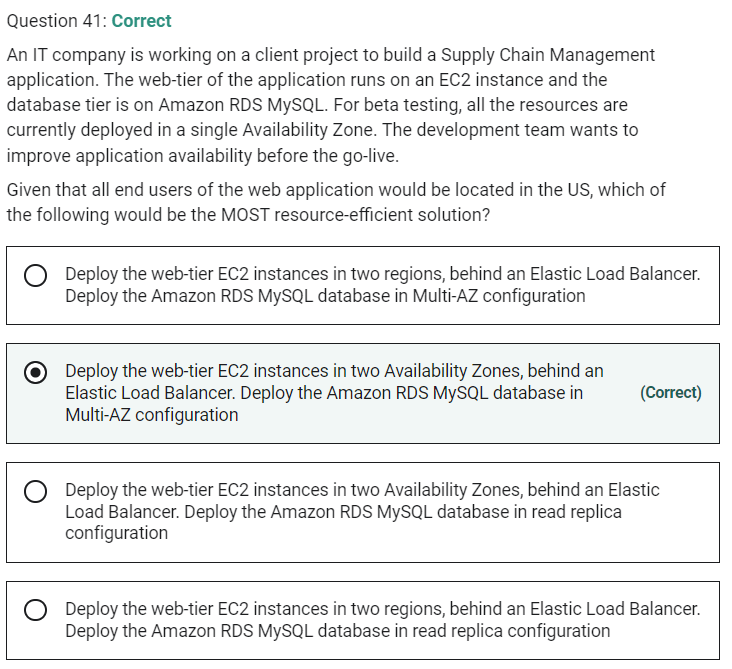 Question 41: Correct
An IT company is working on a client project to build a Supply Chain Management
application. The web-tier of the application runs on an EC2 instance and the
database tier is on Amazon RDS MySQL. For beta testing, all the resources are
currently deployed in a single Availability Zone. The development team wants to
improve application availability before the go-live.
Given that all end users of the web application would be located in the US, which of
the following would be the MOST resource-efficient solution?
Deploy the web-tier EC2 instances in two regions, behind an Elastic Load Balancer.
Deploy the Amazon RDS MySQL database in Multi-AZ configuration
Deploy the web-tier EC2 instances in two Availability Zones, behind an
Elastic Load Balancer. Deploy the Amazon RDS MySQL database in
Multi-AZ configuration
(Correct)
Deploy the web-tier EC2 instances in two Availability Zones, behind an Elastic
Load Balancer. Deploy the Amazon RDS MySQL database in read replica
configuration
Deploy the web-tier EC2 instances in two regions, behind an Elastic Load Balancer.
Deploy the Amazon RDS MySQL database in read replica configuration